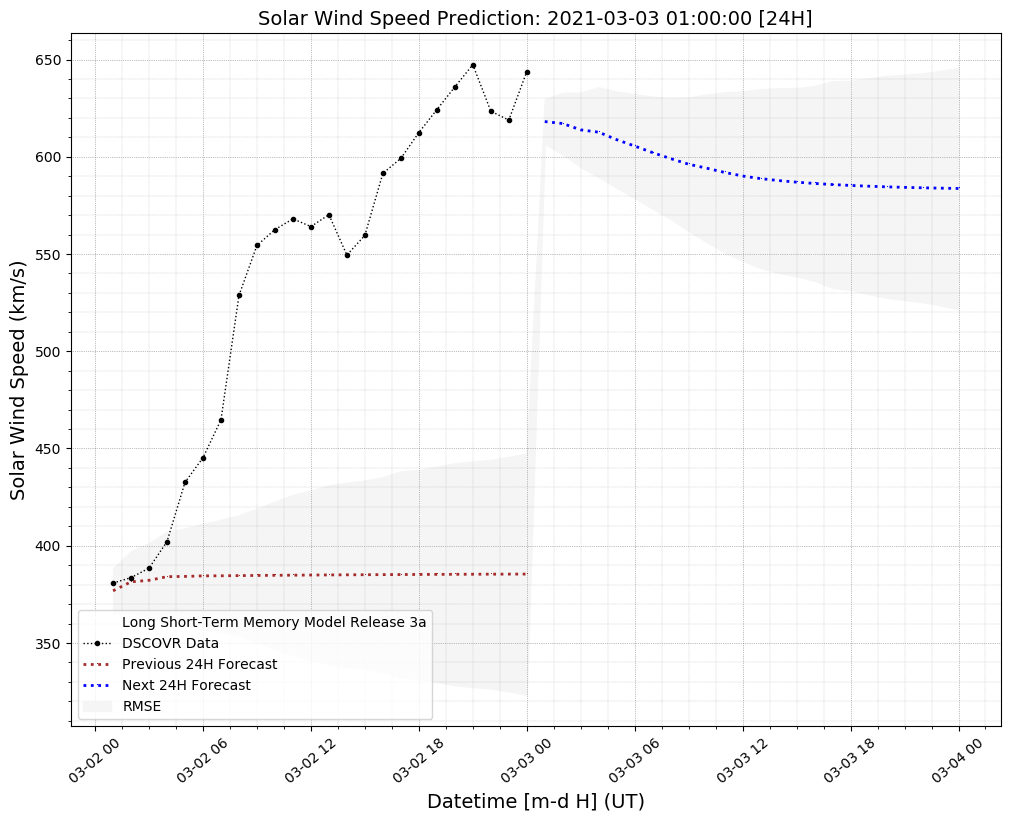 Solar Wind Speed Prediction: 2021-03-03 01:00:00 [24H]
Solar Wind Speed (km/s)
650
600
550
500
450
400
350
Long Short-Term Memory Model Release 3a
DSCOVR Data
Previous 24H Forecast
Next 24H Forecast
RMSE
03-02 00
03-02 06
03-02 12
03-02 18
03-03 00
03-03 06
03-03 12
03-03 18
03-04 00
Datetime [m-d H] (UT)